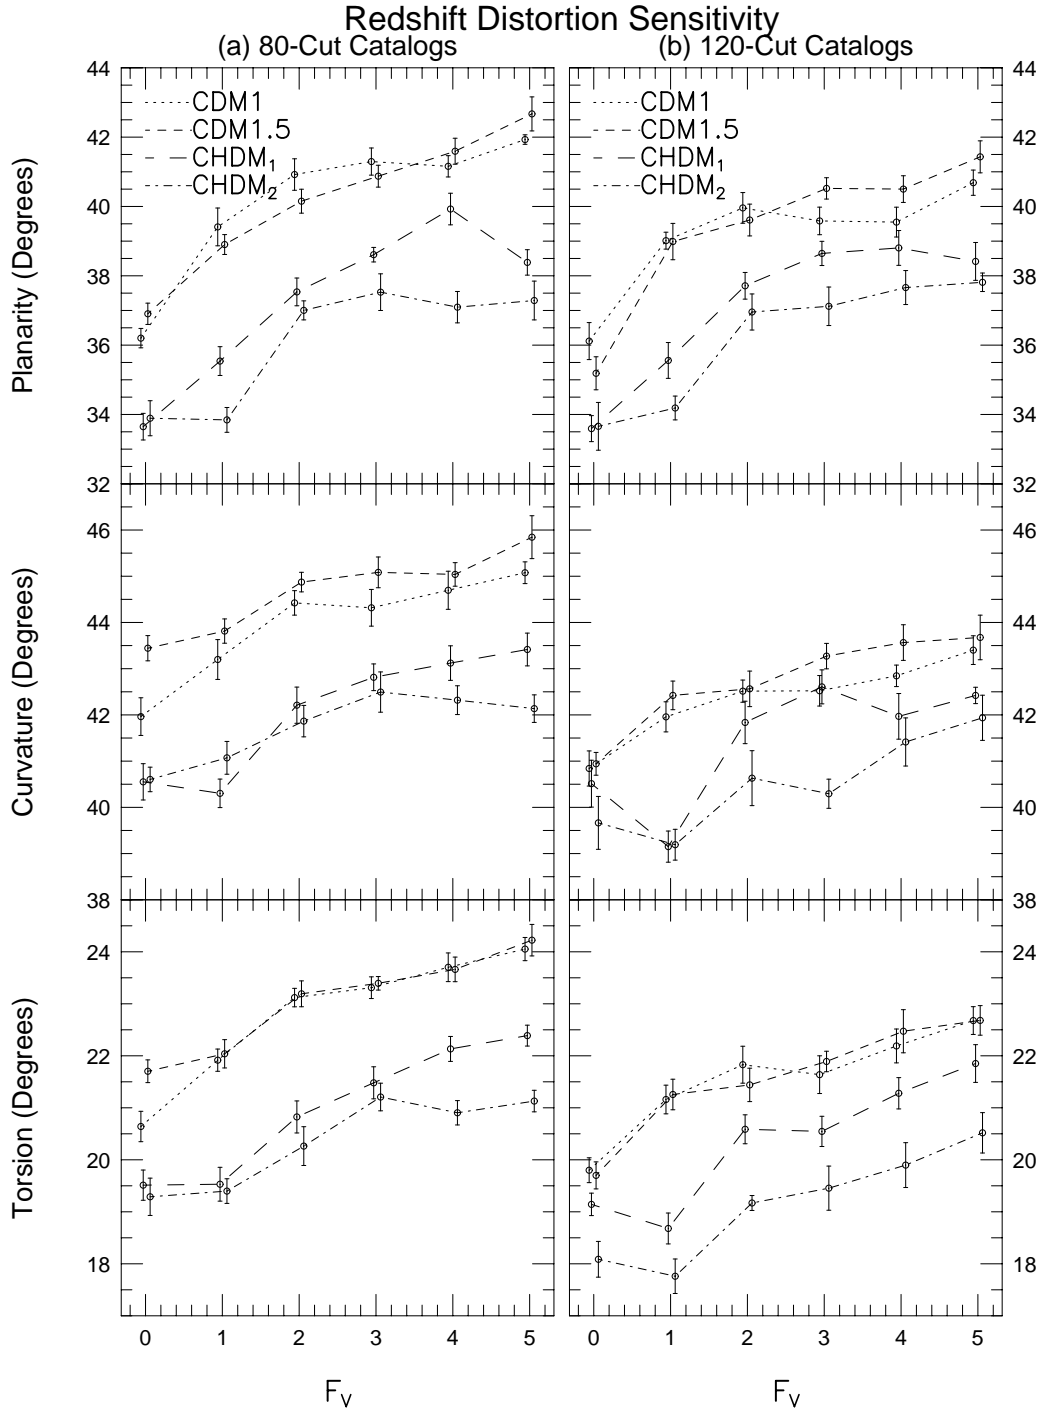 Redshift Distortion Sensitivity
(a) 80-Cut Catalogs
(b) 120-Cut Catalogs
Planarity (Degrees)
44
42
40
38
36
34
32
CDM1
CDM1.5
CHDM₁
CHDM₂
CDM1
CDM1.5
CHDM₁
CHDM₂
44
42
40
38
36
34
32
Curvature (Degrees)
46
44
42
40
38
46
44
42
40
38
Torsion (Degrees)
24
22
20
18
24
22
20
18
0 1 2 3 4 5
0 1 2 3 4 5
F_V
F_V